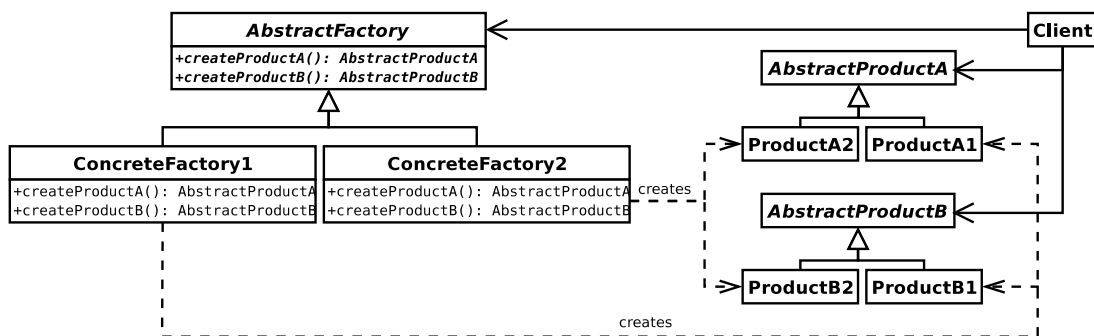 AbstractFactory
+createProductA(): AbstractProductA
+createProductB(): AbstractProductB
Client
AbstractProductA
ProductA2
ProductA1
ConcreteFactory1
+createProductA(): AbstractProductA
+createProductB(): AbstractProductB
ConcreteFactory2
+createProductA(): AbstractProductA
+createProductB(): AbstractProductB
creates
AbstractProductB
ProductB2
ProductB1
creates